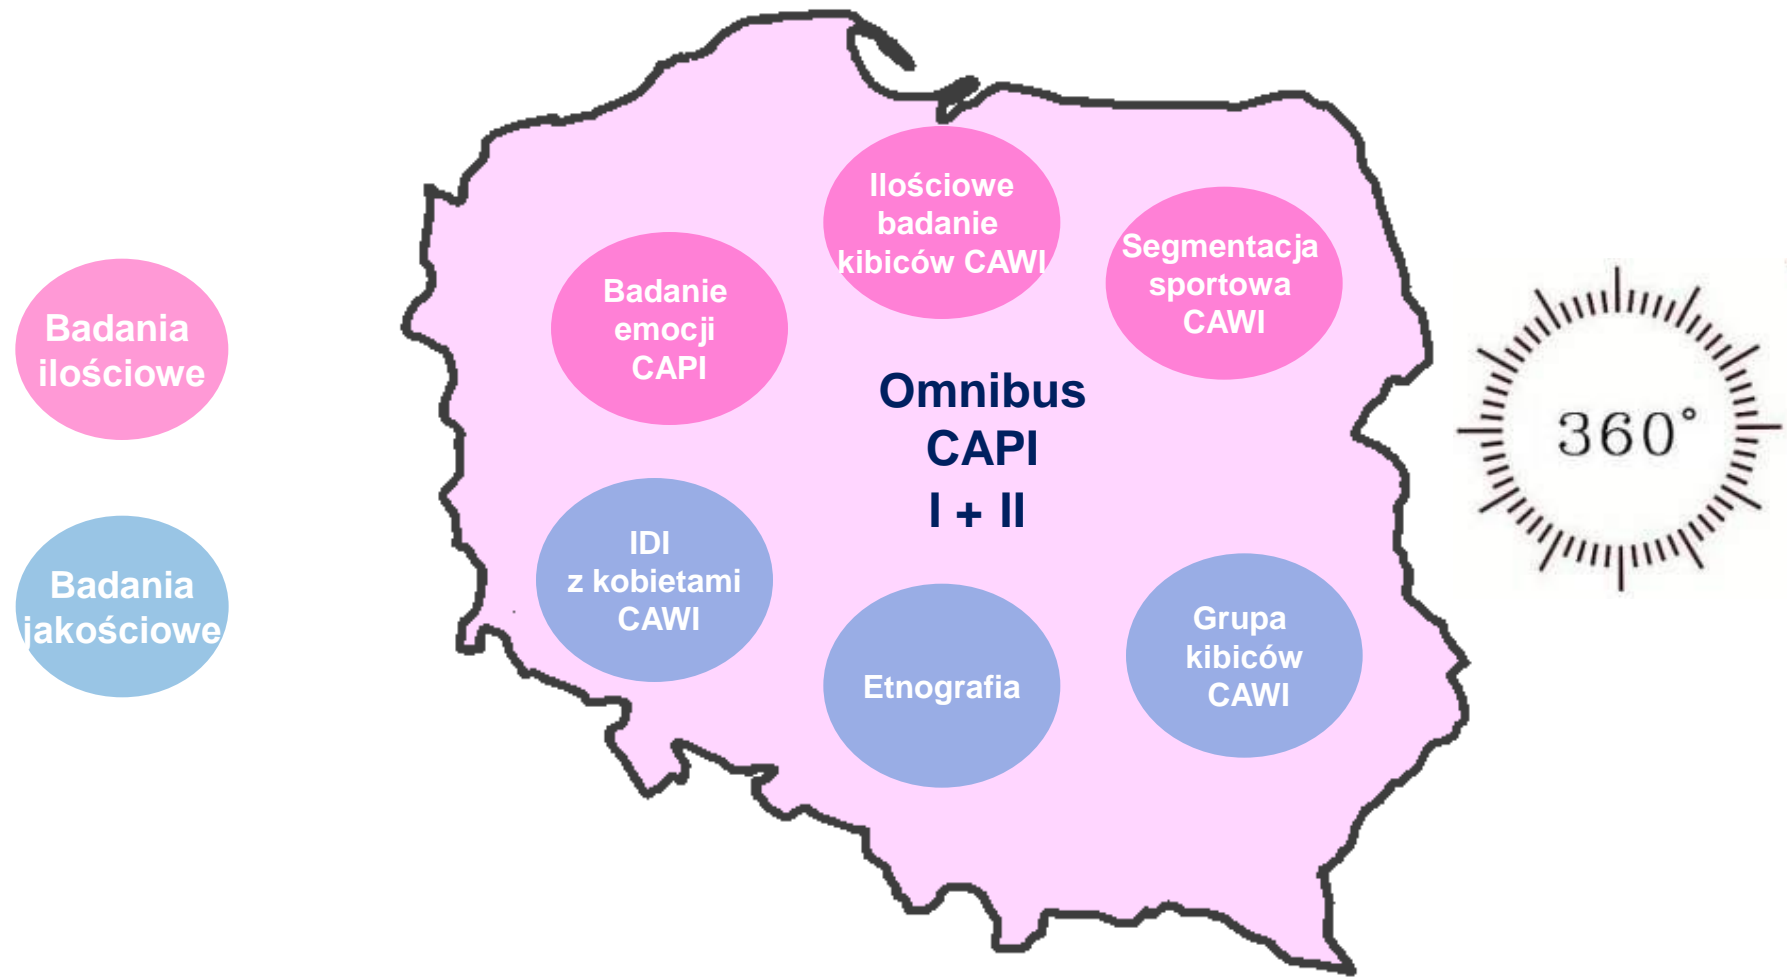 Badania
ilościowe
Badania
jakościowe
Badanie
emocji
CAPI
Ilościowe
badanie
kibiców CAWI
Segmentacja
sportowa
CAWI
Omnibus
CAPI
I + II
IDI
z kobietami
CAWI
Etnografia
Grupa
kibiców
CAWI
360°